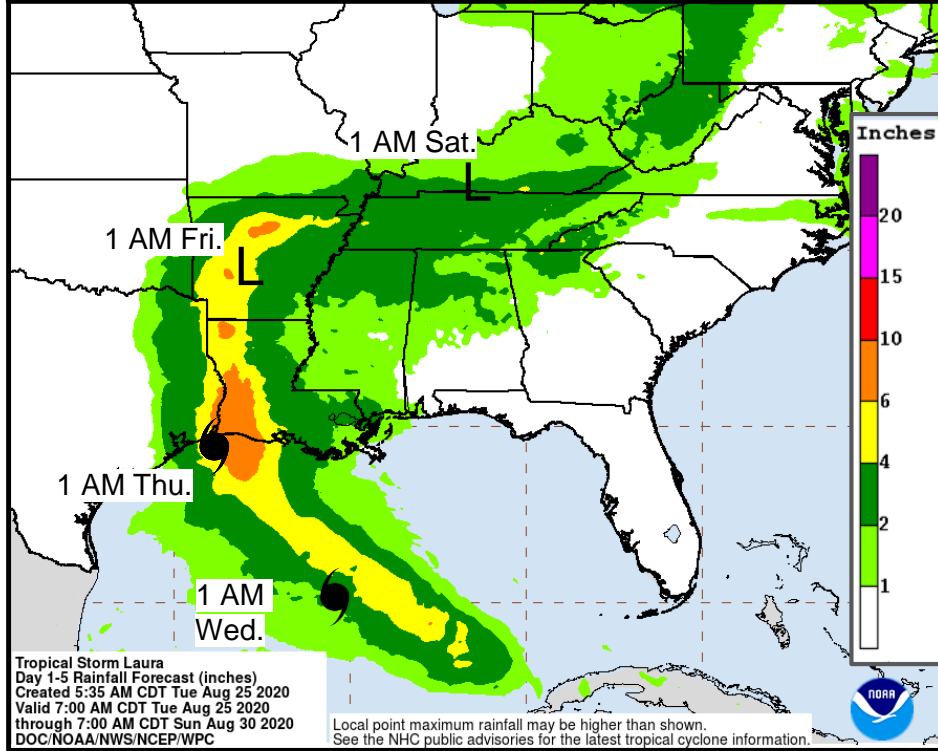 1 AM Sat.
L
1 AM Fri.
L
1 AM Thu.
1 AM
Wed.
Inches
20
15
10
6
4
2
1
Tropical Storm Laura
Day 1-5 Rainfall Forecast (inches)
Created 5:35 AM CDT Tue Aug 25 2020
Valid 7:00 AM CDT Tue Aug 25 2020
through 7:00 AM CDT Sun Aug 30 2020
DOC/NOAA/NWS/NCEP/WPC
Local point maximum rainfall may be higher than shown.
See the NHC public advisories for the latest tropical cyclone information.
NOAA